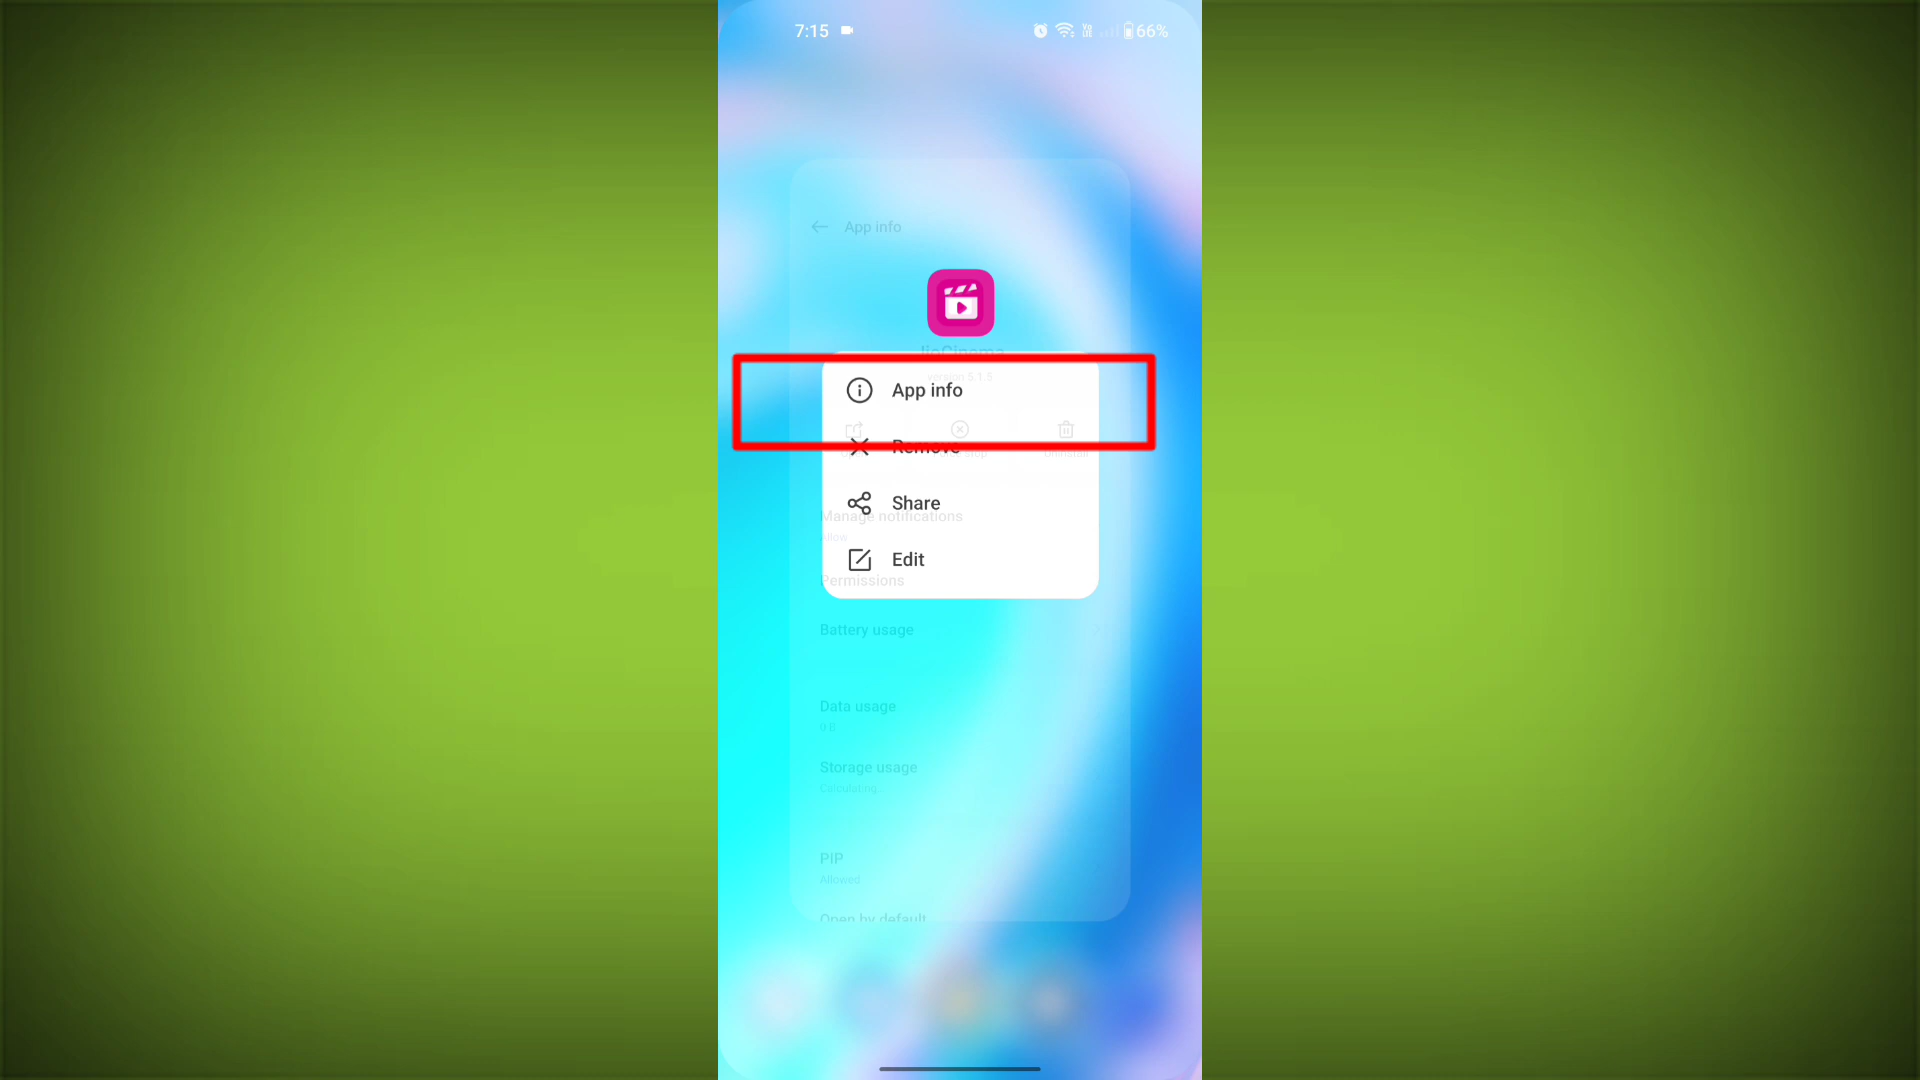 7:15
66%
App info
JioCinema
version 5.1.5
App info
Remove
Uninstall
Share
Manage notifications
Allow
Edit
Permissions
Battery usage
Data usage
0 B
Storage usage
Calculating...
PIP
Allowed
Open by default